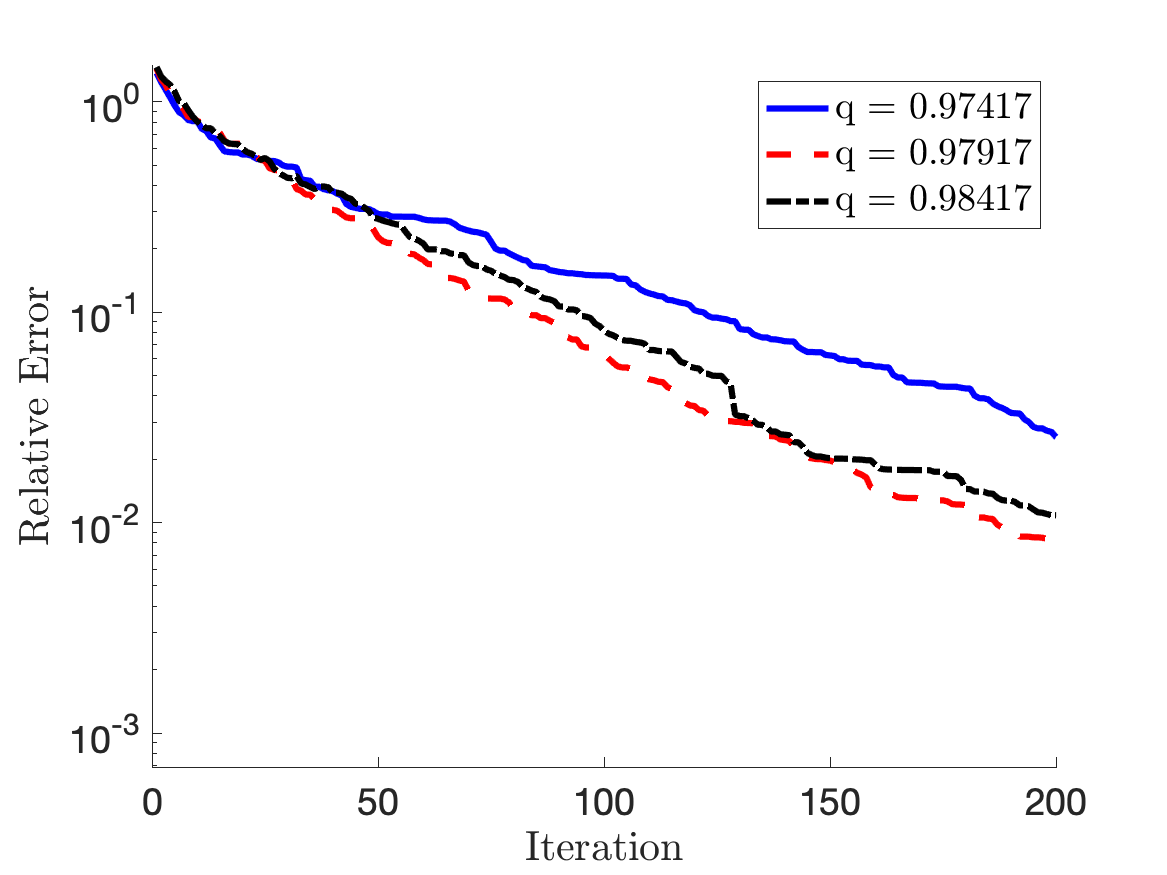 q = 0.97417
q = 0.97917
q = 0.98417
10^0
10^-1
10^-2
10^-3
Relative Error
0 50 100 150 200
Iteration